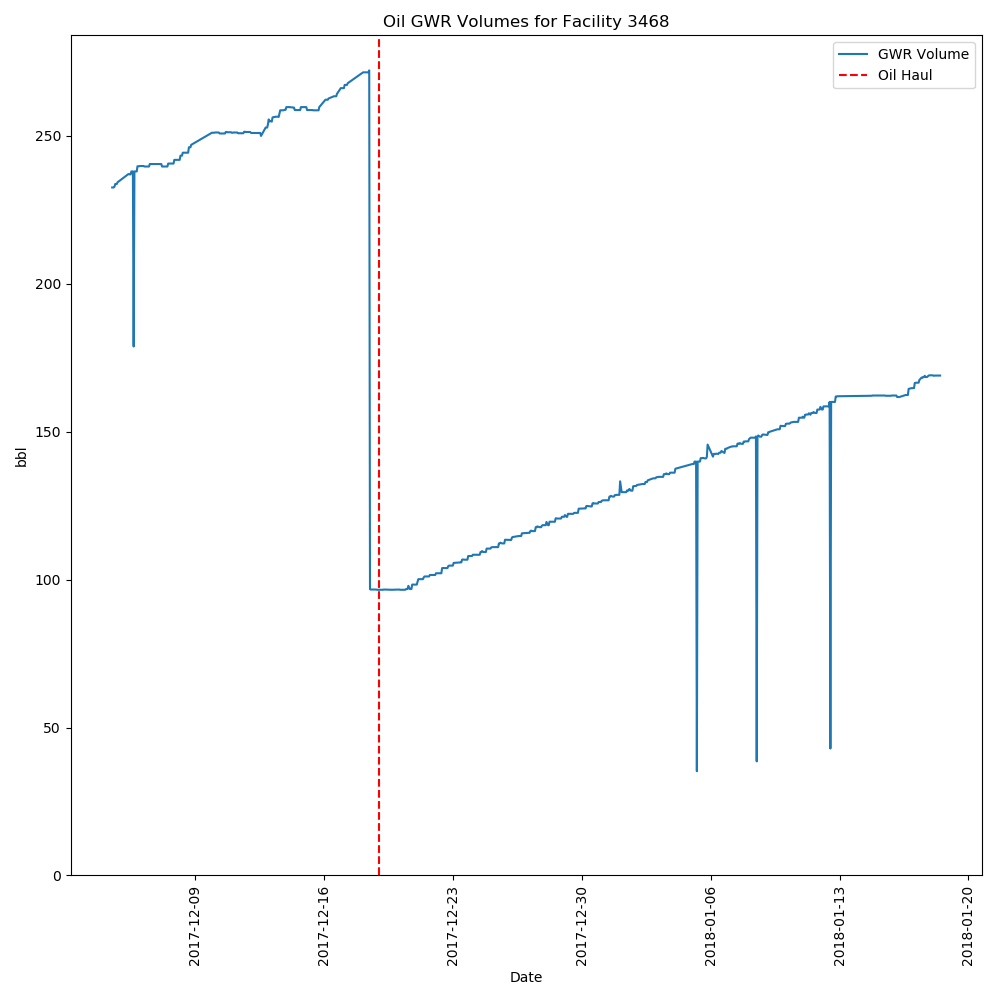 Oil GWR Volumes for Facility 3468
GWR Volume
Oil Haul
bbl
250
200
150
100
50
0
2017-12-09
2017-12-16
2017-12-23
2017-12-30
2018-01-06
2018-01-13
2018-01-20
Date